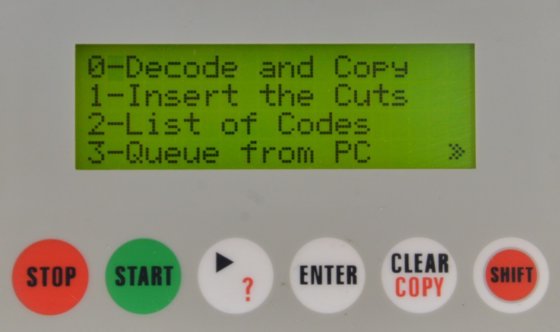 0-Decode and Copy
1-Insert the Cuts
2-List of Codes
3-Queue from PC »
STOP
START
?
ENTER
CLEAR
COPY
SHIFT